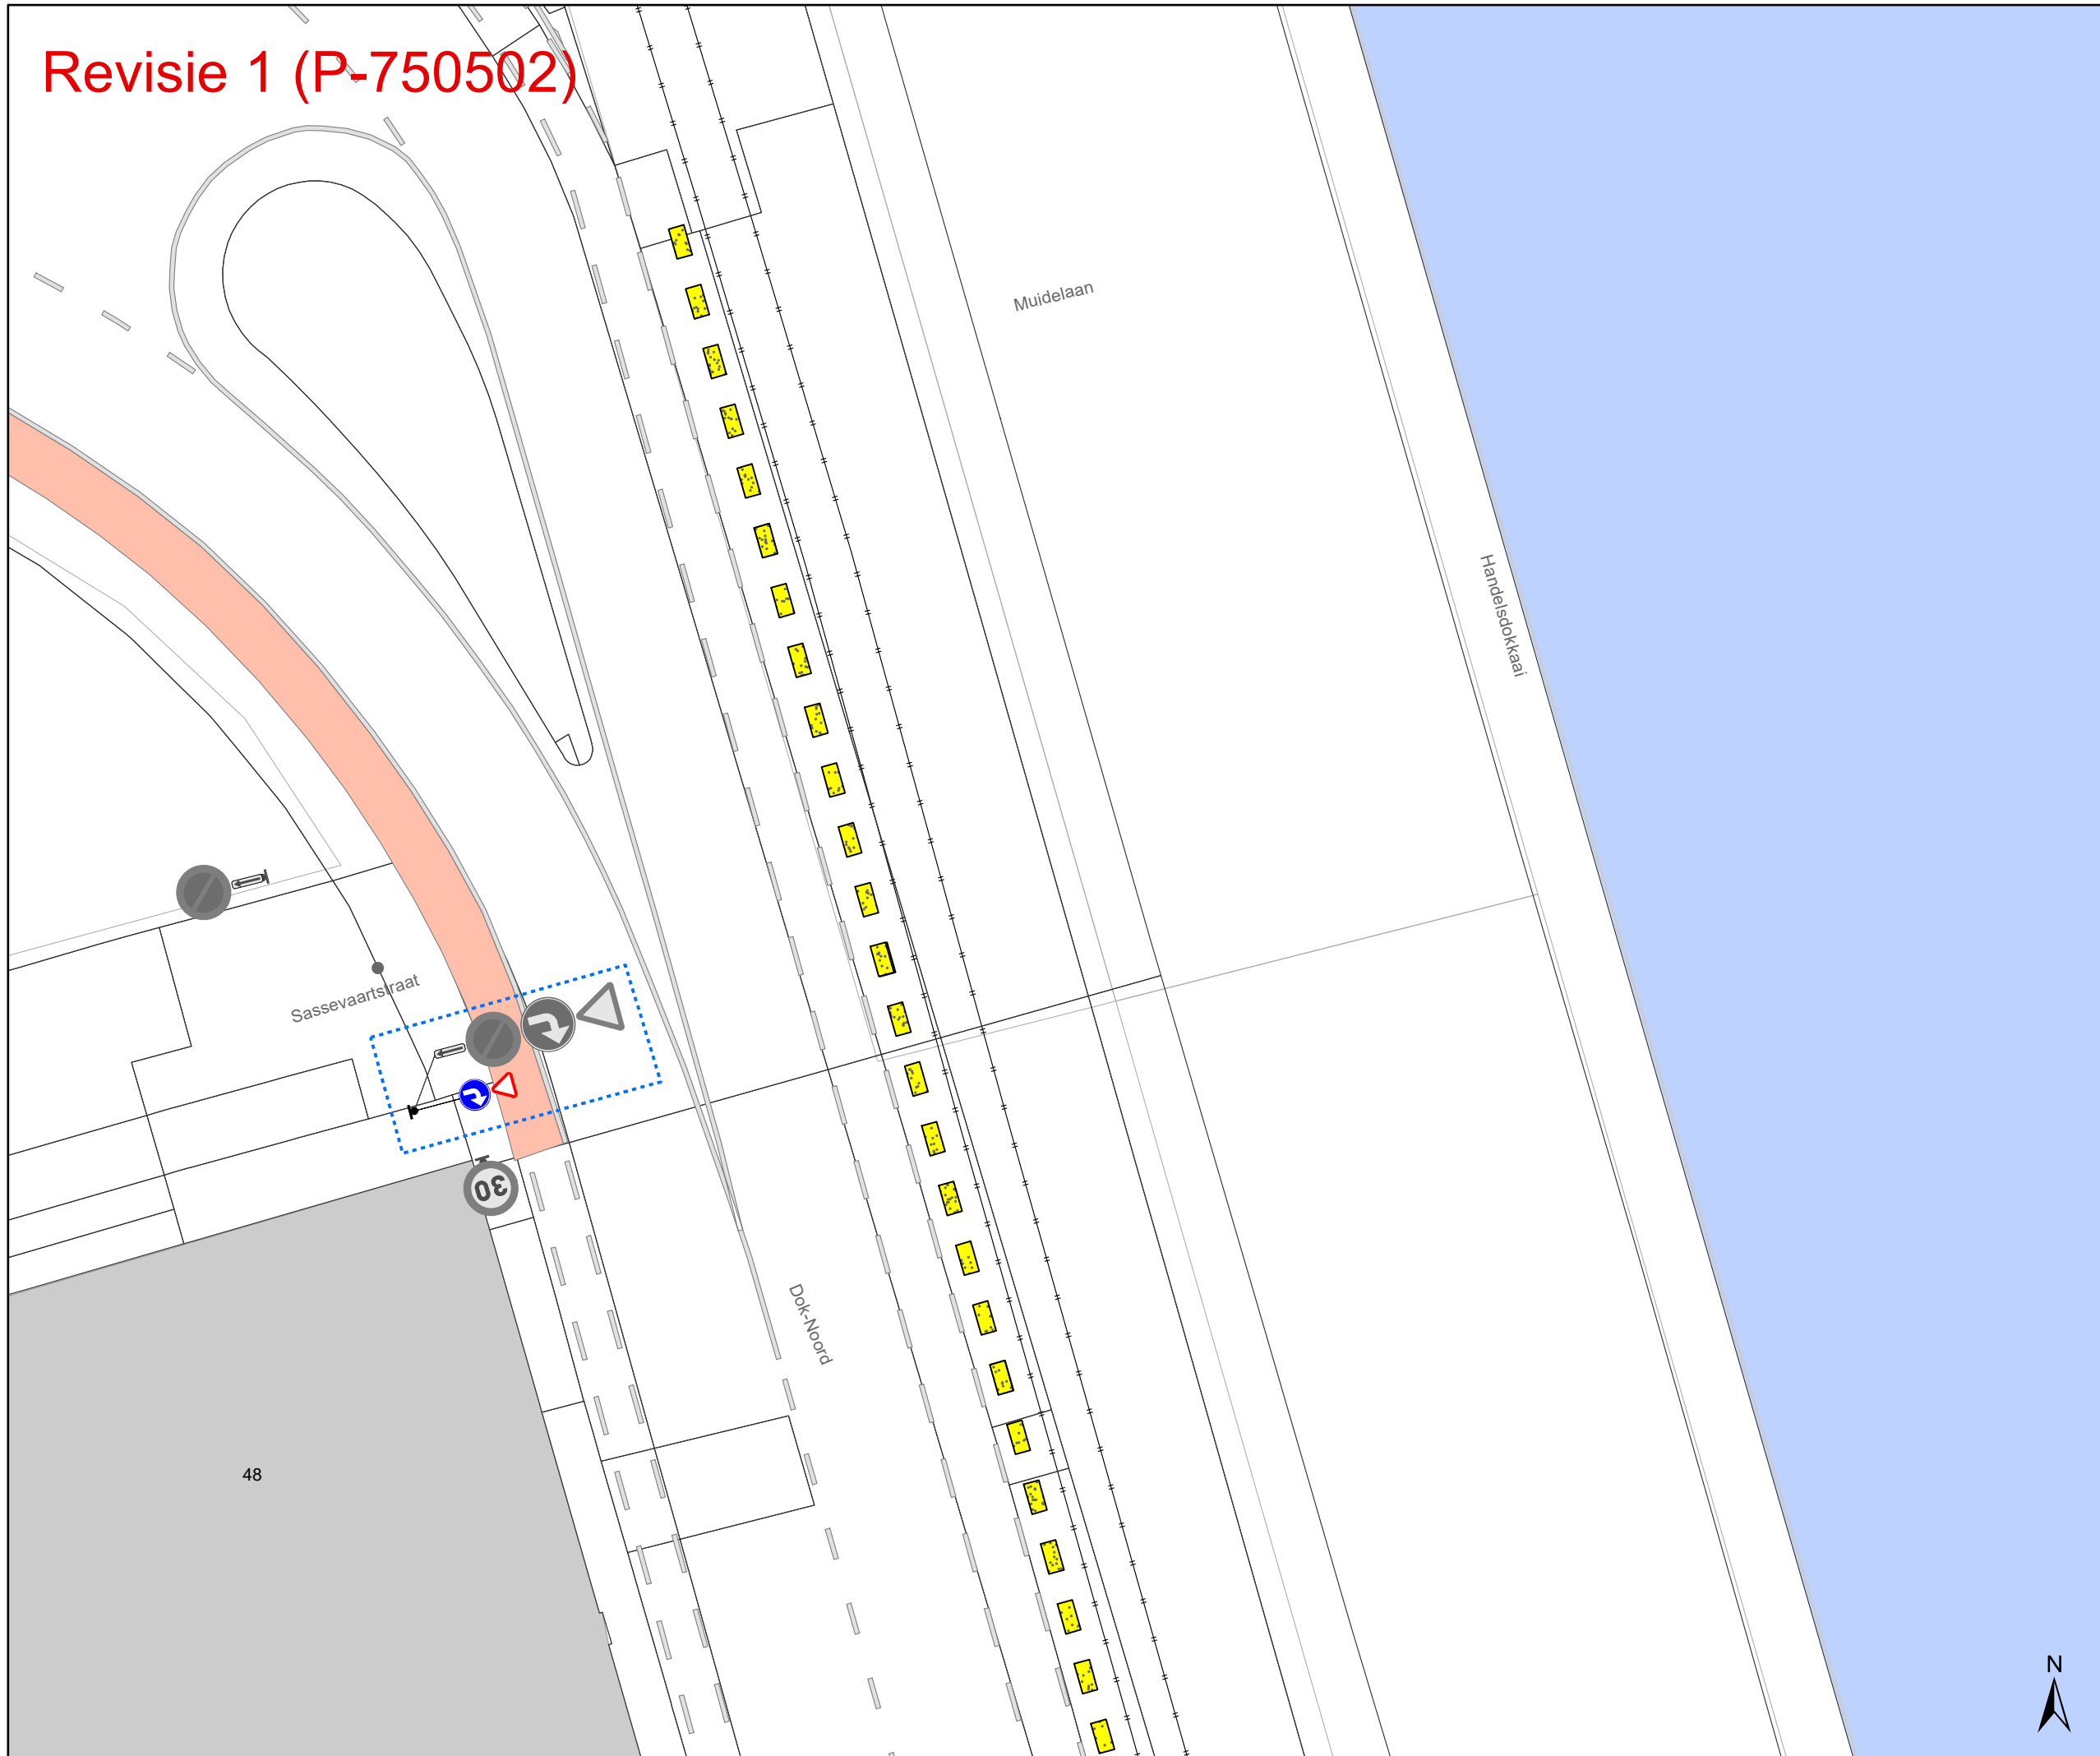 Revisie 1 (P-750502)
Muidelaan
Handelsdokkaai
Sassevaartstraat
30
Dok-Noord
48
N